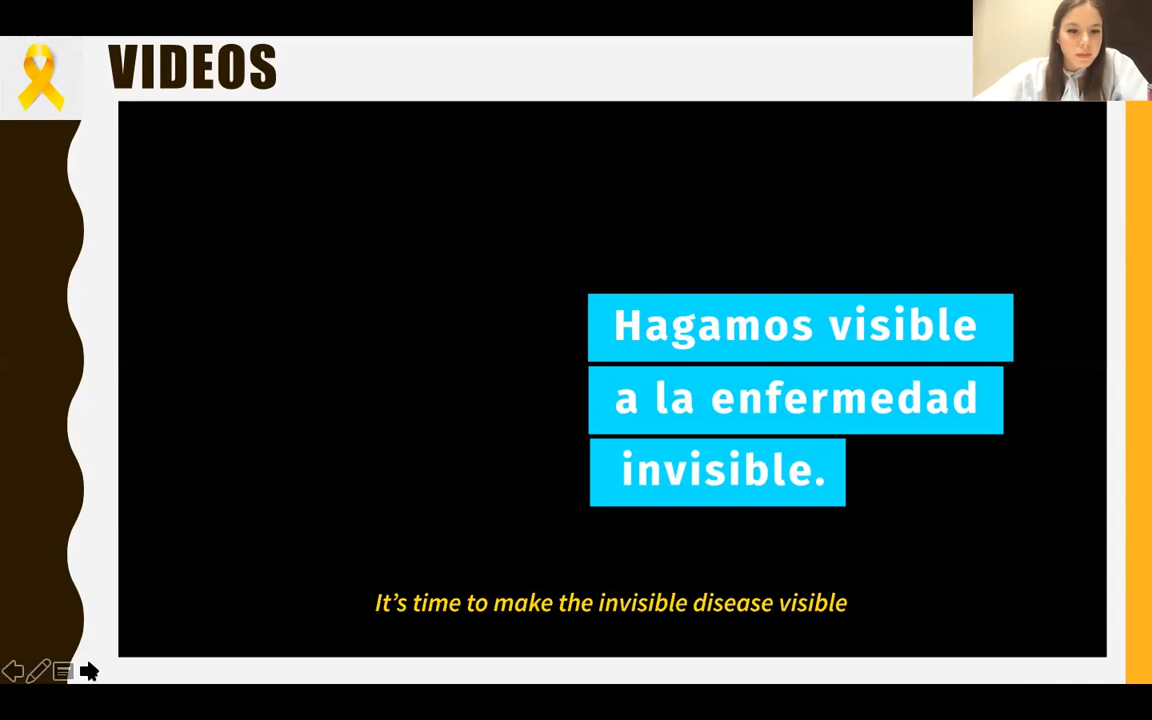 VIDEOS
Hagamos visible
a la enfermedad
invisible.
It's time to make the invisible disease visible